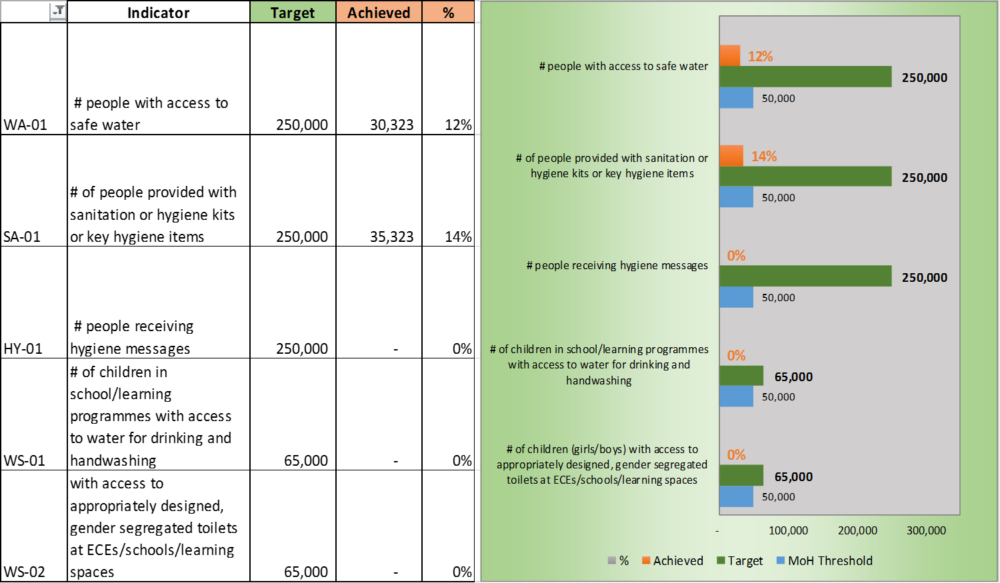 Indicator Target Achieved %
# people with access to
WA-01 safe water 250,000 30,323 12%
# of people provided with
sanitation or hygiene kits
SA-01 or key hygiene items 250,000 35,323 14%
# people receiving
HY-01 hygiene messages 250,000 - 0%
# of children in
school/learning
programmes with access
to water for drinking and
WS-01 handwashing 65,000 - 0%
with access to
appropriately designed,
gender segregated toilets
at ECEs/schools/learning
WS-02 spaces 65,000 - 0%
# people with access to safe water
12%
250,000
50,000
# of people provided with sanitation or
hygiene kits or key hygiene items
14%
250,000
50,000
# people receiving hygiene messages
0%
250,000
50,000
# of children in school/learning programmes
with access to water for drinking and
handwashing
0%
65,000
50,000
# of children (girls/boys) with access to
appropriately designed, gender segregated
toilets at ECEs/schools/learning spaces
0%
65,000
50,000
- 100,000 200,000 300,000
% Achieved Target MoH Threshold